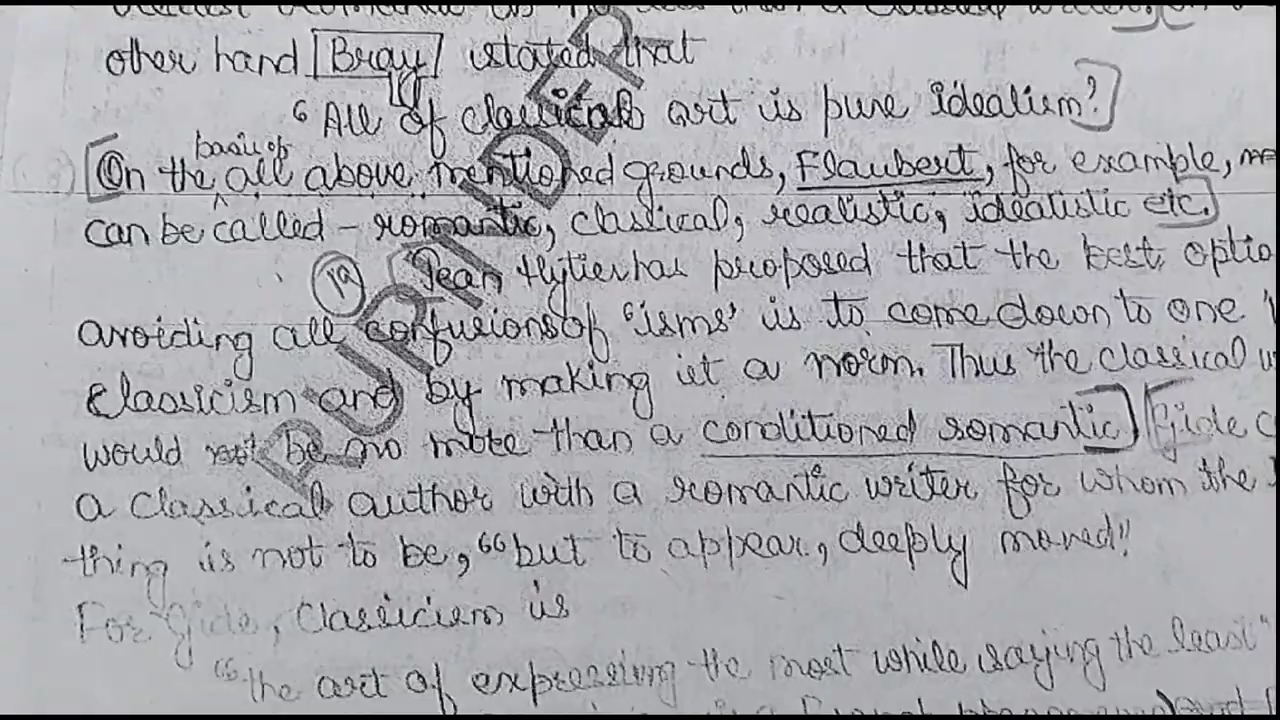 other hand Bray stated that
"All of classical art is pure idealism"
basic of
On the all above mentioned grounds, Flaubert, for example,
can be called - romantic, classical, realistic, idealistic etc.
19 Jean Hytier has proposed that the best optio
avoiding all confusions of 'isms' is to come down to one
classicism and by making it a norm. Thus the classical
would not be no more than a conditioned romantic Gide c
a classical author with a romantic writer for whom the
thing is not to be, "but to appear, deeply moved"
For Gide, Classicism is
"the art of expressing the most while saying the least"
PURVI NDER